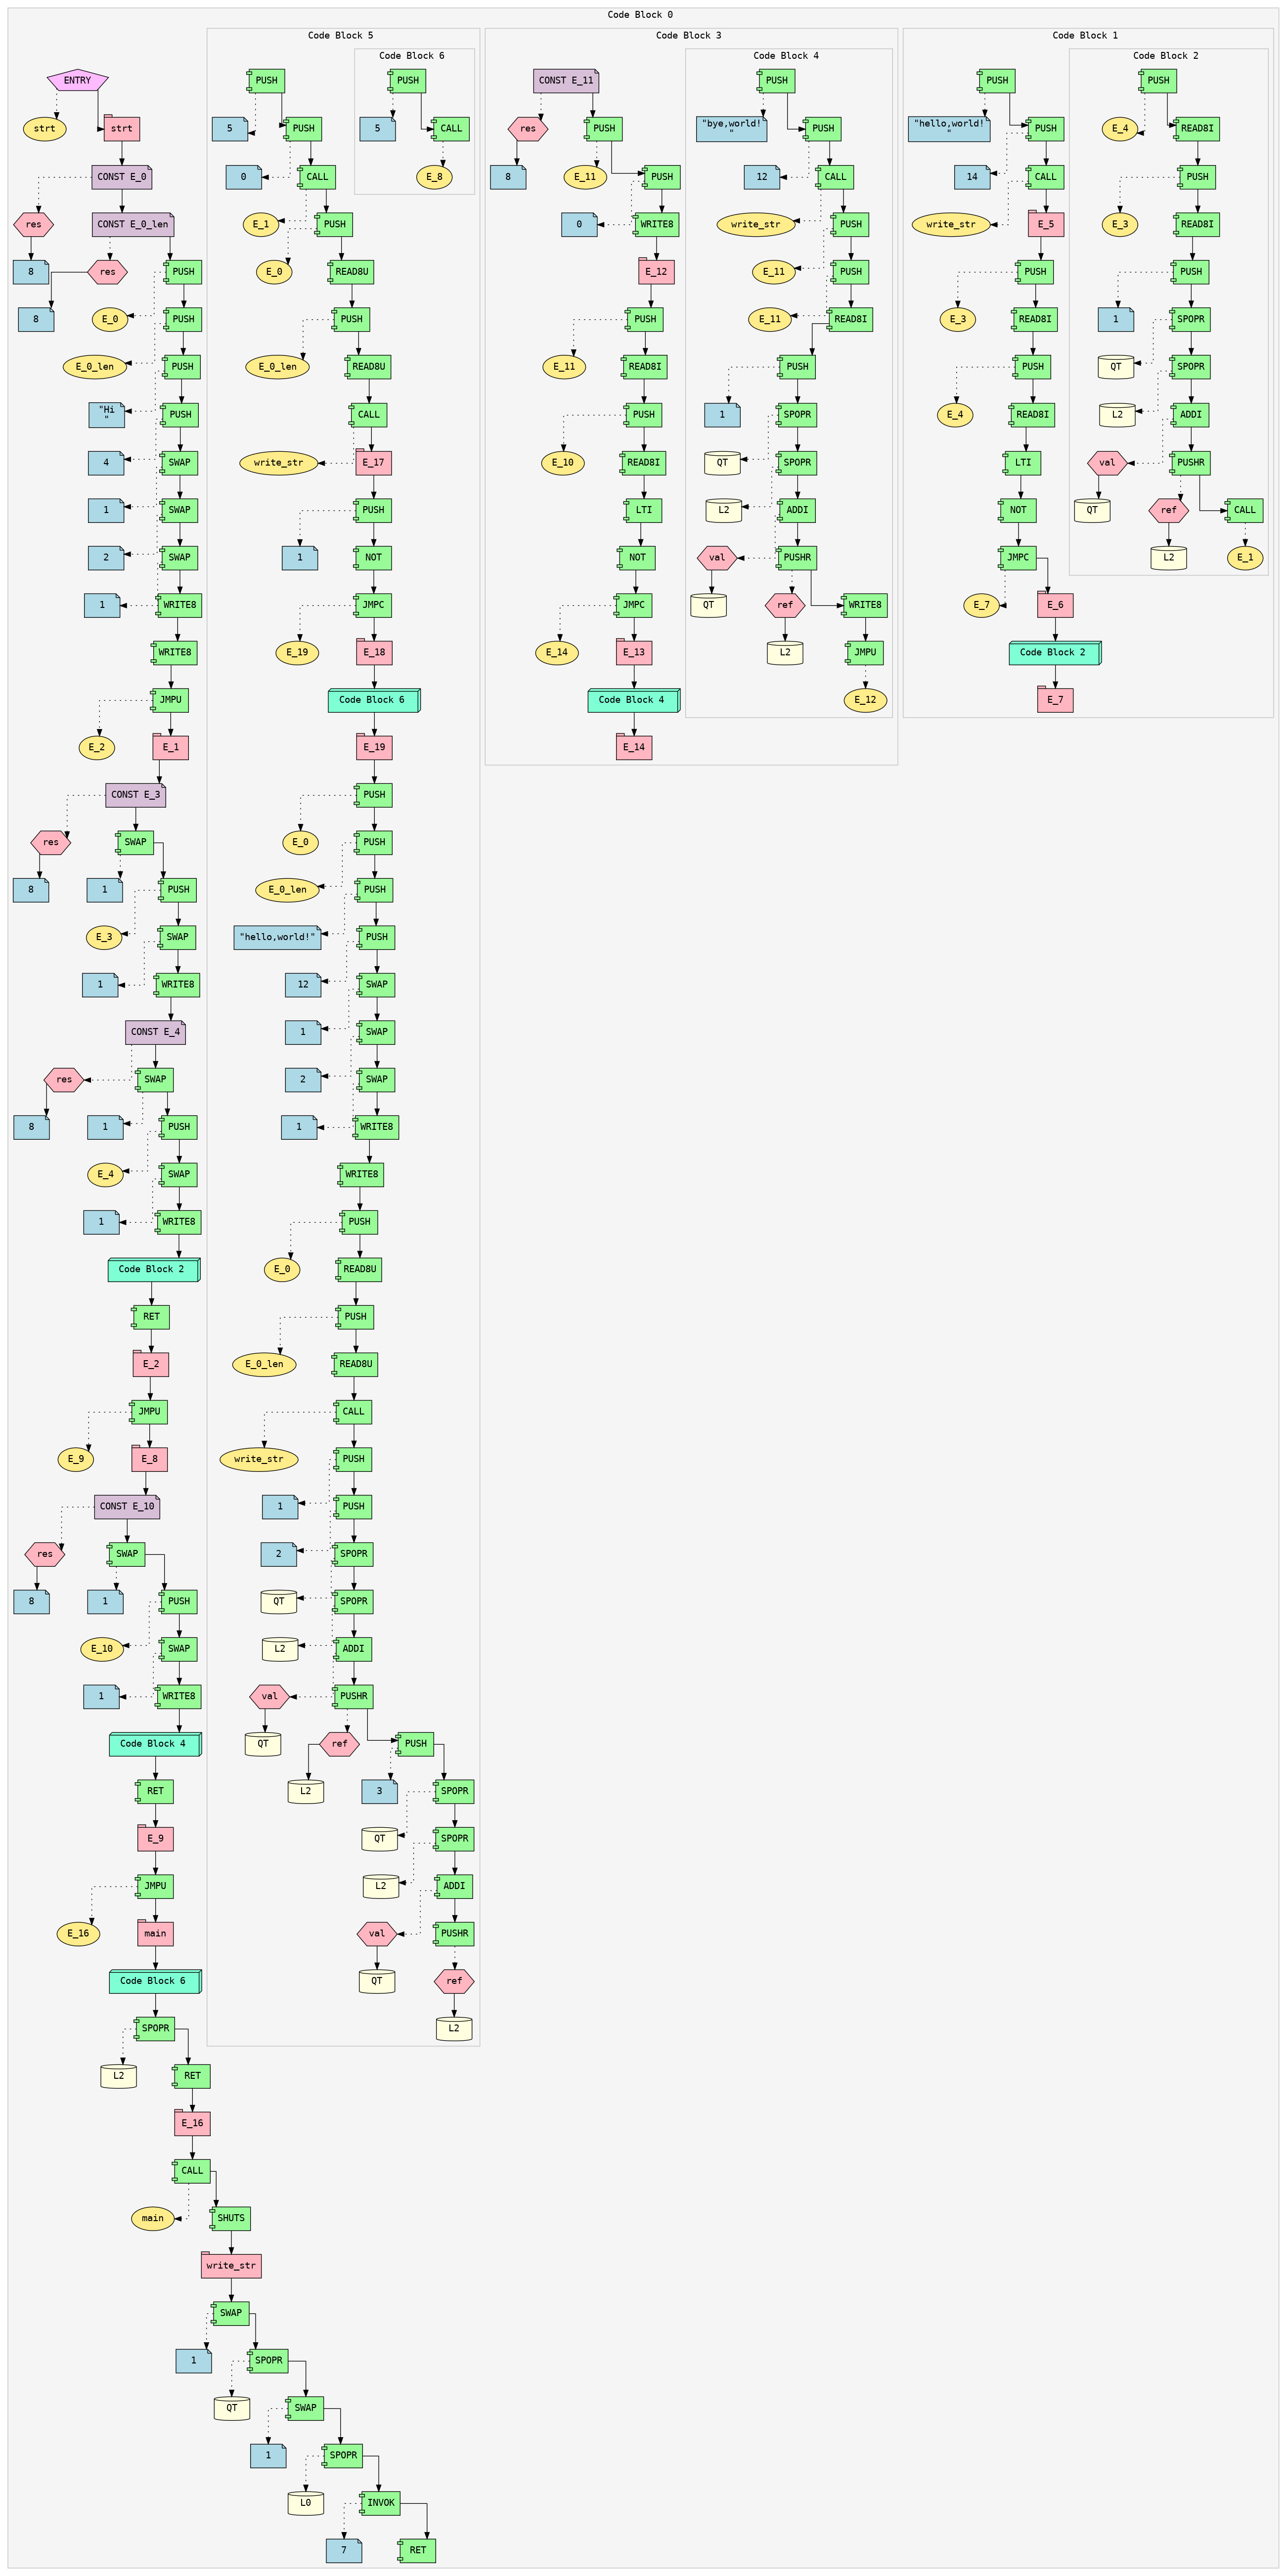 Code Block 0
Code Block 5
Code Block 3
Code Block 1
Code Block 6
Code Block 4
Code Block 2
ENTRY
strt
strt
CONST E_0
res
CONST E_0_len
8
res
PUSH
8
E_0
PUSH
E_0_len
PUSH
"Hi
"
PUSH
4
SWAP
1
SWAP
2
SWAP
1
WRITE8
WRITE8
JMPU
E_2
E_1
CONST E_3
res
SWAP
8
1
PUSH
E_3
SWAP
1
WRITE8
CONST E_4
res
SWAP
8
1
PUSH
E_4
SWAP
1
WRITE8
Code Block 2
RET
E_2
JMPU
E_9
E_8
CONST E_10
res
SWAP
8
1
PUSH
E_10
SWAP
1
WRITE8
Code Block 4
RET
E_9
JMPU
E_16
main
Code Block 6
SPOPR
L2
RET
E_16
CALL
main
SHUTS
write_str
SWAP
1
SPOPR
QT
SWAP
1
SPOPR
L0
INVOK
7
RET
PUSH
5
PUSH
0
CALL
E_1
PUSH
E_0
READ8U
PUSH
E_0_len
READ8U
CALL
write_str
E_17
PUSH
1
NOT
JMPC
E_19
E_18
Code Block 6
E_19
PUSH
E_0
PUSH
E_0_len
PUSH
"hello,world!"
PUSH
12
SWAP
1
SWAP
2
SWAP
1
WRITE8
WRITE8
PUSH
E_0
READ8U
PUSH
E_0_len
READ8U
CALL
write_str
PUSH
1
PUSH
2
SPOPR
QT
SPOPR
L2
ADDI
val
PUSHR
QT
ref
PUSH
L2
3
SPOPR
QT
SPOPR
L2
ADDI
val
PUSHR
QT
ref
L2
PUSH
5
CALL
E_8
CONST E_11
res
PUSH
8
E_11
PUSH
0
WRITE8
E_12
PUSH
E_11
READ8I
PUSH
E_10
READ8I
LTI
NOT
JMPC
E_14
E_13
Code Block 4
E_14
PUSH
"bye,world!
"
PUSH
12
CALL
write_str
PUSH
E_11
PUSH
E_11
READ8I
PUSH
1
SPOPR
QT
SPOPR
L2
ADDI
val
PUSHR
QT
ref
WRITE8
L2
JMPU
E_12
PUSH
"hello,world!
"
PUSH
14
CALL
write_str
E_5
PUSH
E_3
READ8I
PUSH
E_4
READ8I
LTI
NOT
JMPC
E_7
E_6
Code Block 2
E_7
PUSH
E_4
READ8I
PUSH
E_3
READ8I
PUSH
1
SPOPR
QT
SPOPR
L2
ADDI
val
PUSHR
QT
ref
CALL
L2
E_1